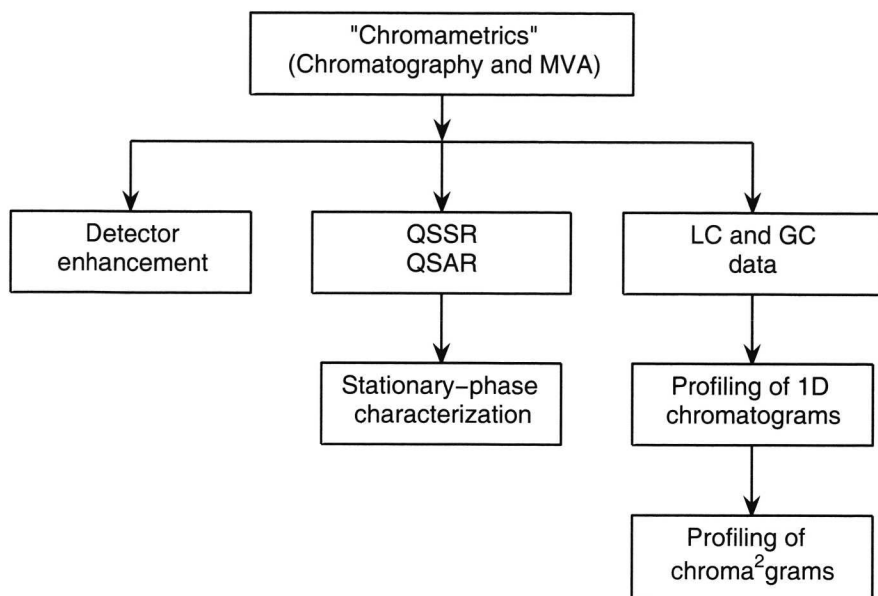 "Chromametrics"
(Chromatography and MVA)
Detector
enhancement
QSSR
QSAR
LC and GC
data
Stationary–phase
characterization
Profiling of 1D
chromatograms
Profiling of
chroma²grams